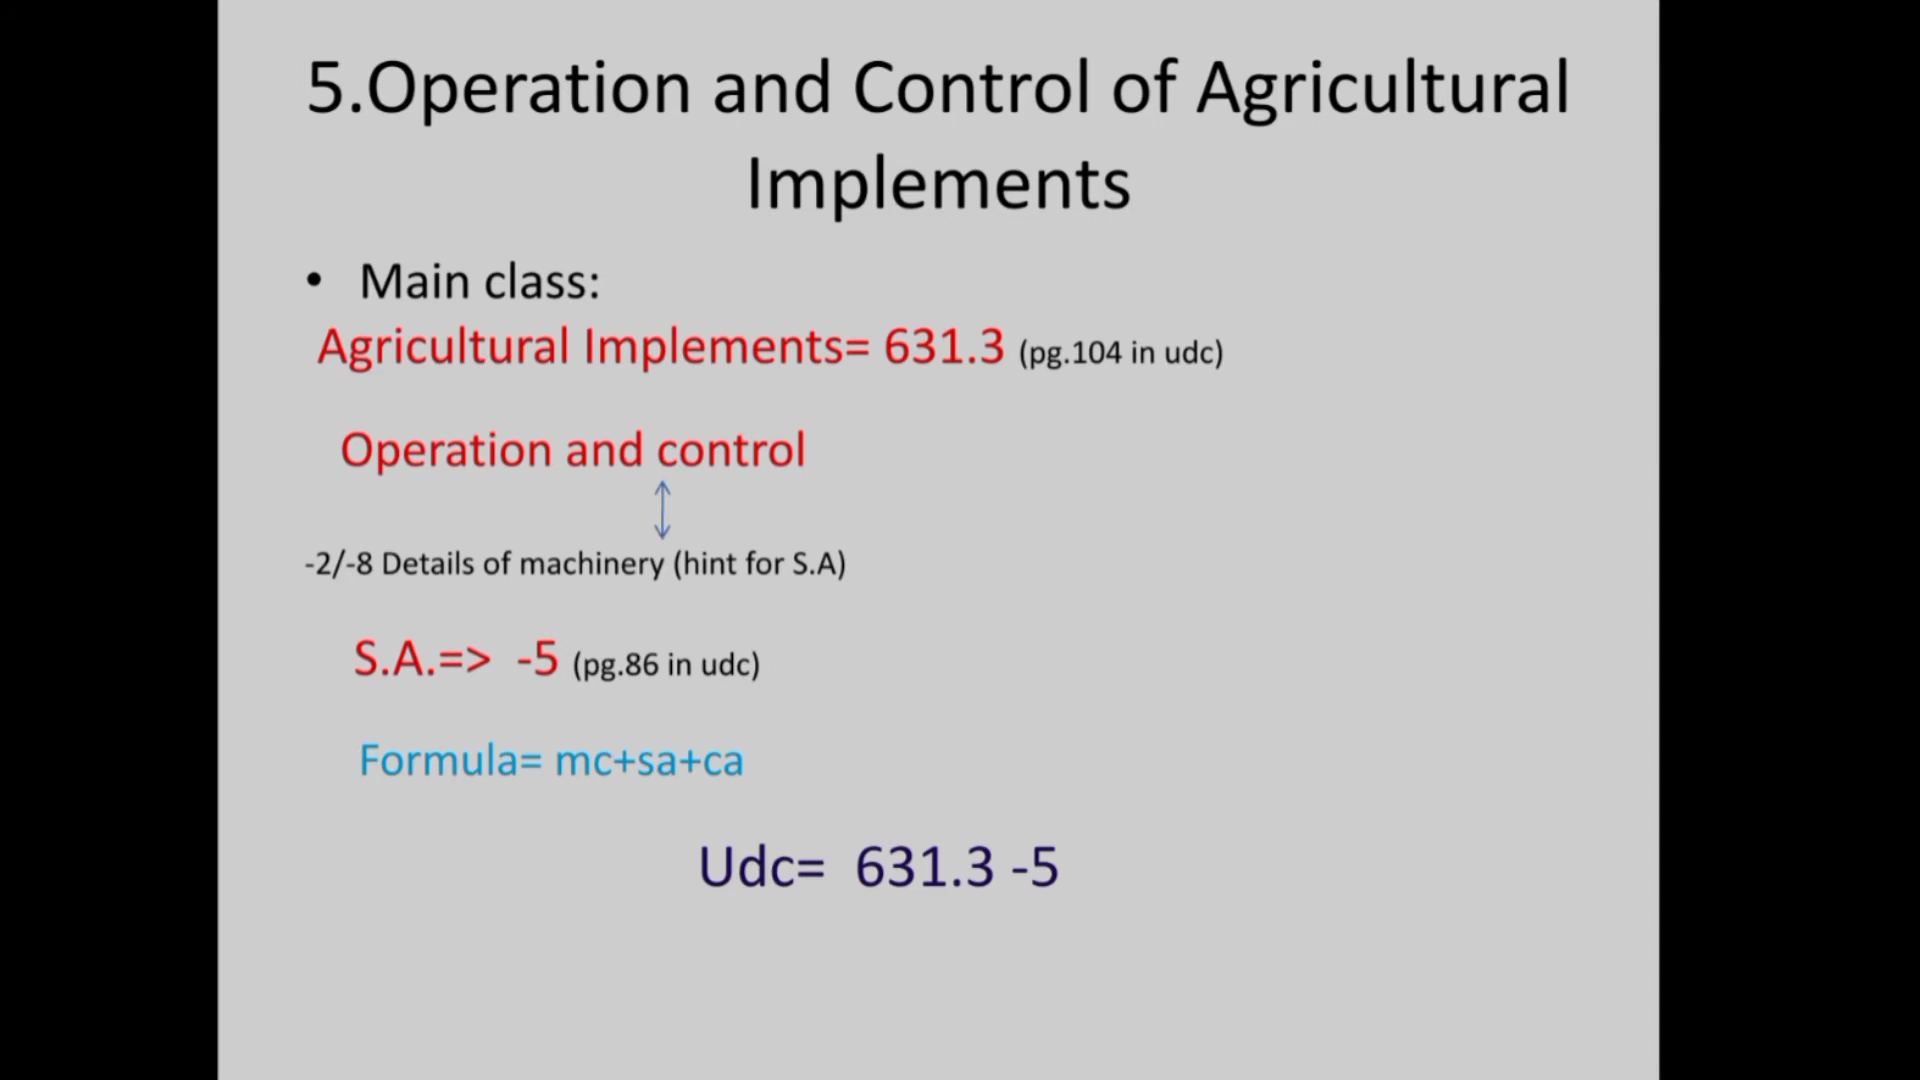 5.Operation and Control of Agricultural
Implements
• Main class:
Agricultural Implements= 631.3 (pg.104 in udc)
Operation and control
-2/-8 Details of machinery (hint for S.A)
S.A.=> -5 (pg.86 in udc)
Formula= mc+sa+ca
Udc= 631.3 -5